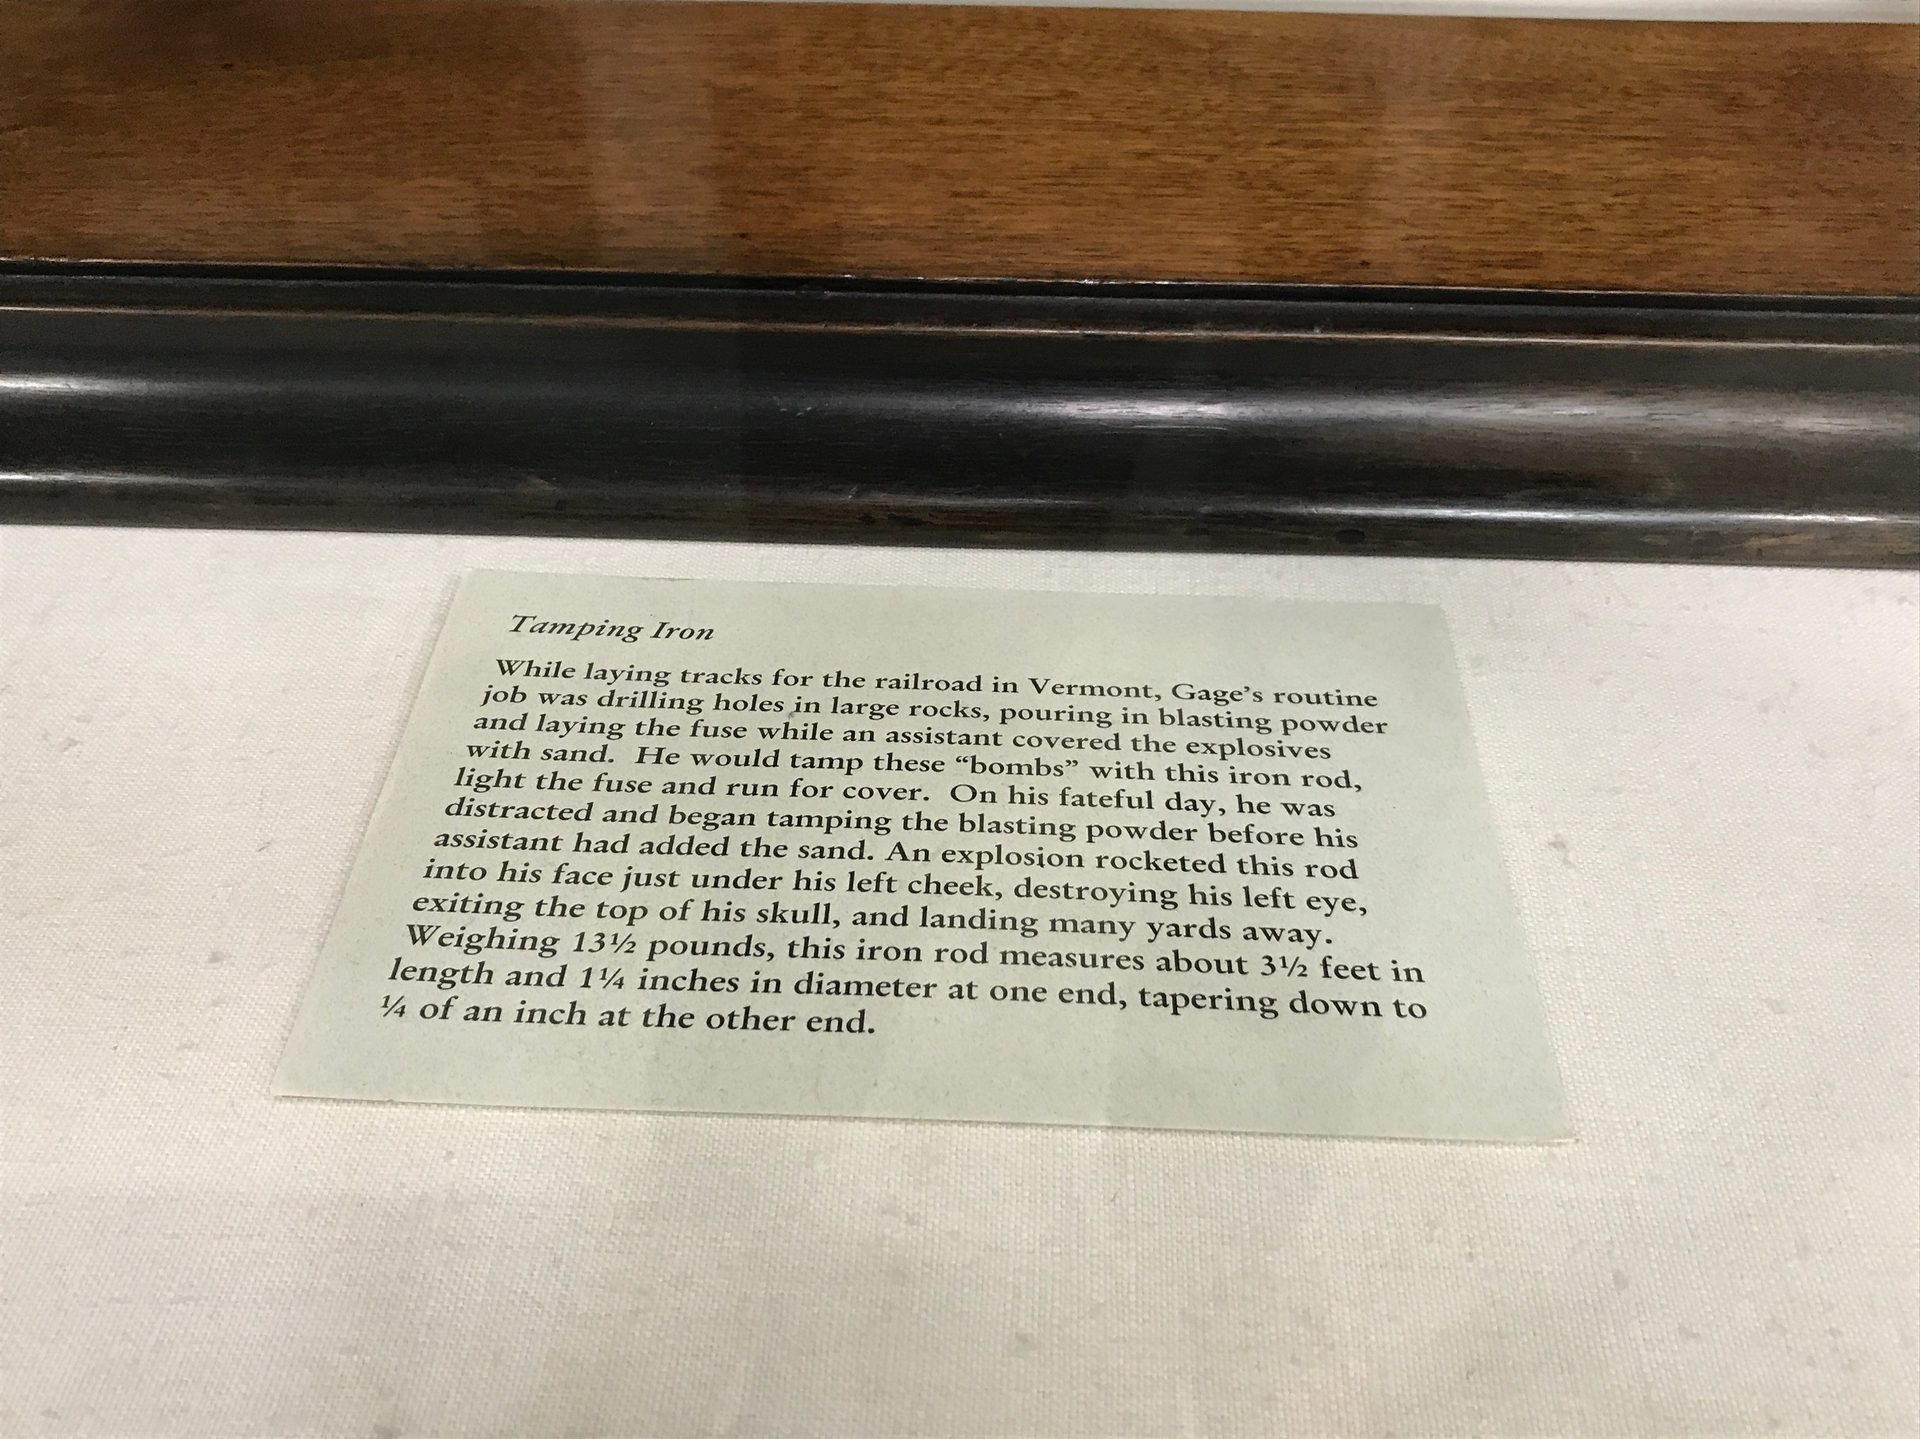 Tamping Iron
While laying tracks for the railroad in Vermont, Gage's routine
job was drilling holes in large rocks, pouring in blasting powder
and laying the fuse while an assistant covered the explosives
with sand. He would tamp these “bombs” with this iron rod,
light the fuse and run for cover. On his fateful day, he was
distracted and began tamping the blasting powder before his
assistant had added the sand. An explosion rocketed this rod
into his face just under his left cheek, destroying his left eye,
exiting the top of his skull, and landing many yards away.
Weighing 13½ pounds, this iron rod measures about 3½ feet in
length and 1¼ inches in diameter at one end, tapering down to
¼ of an inch at the other end.